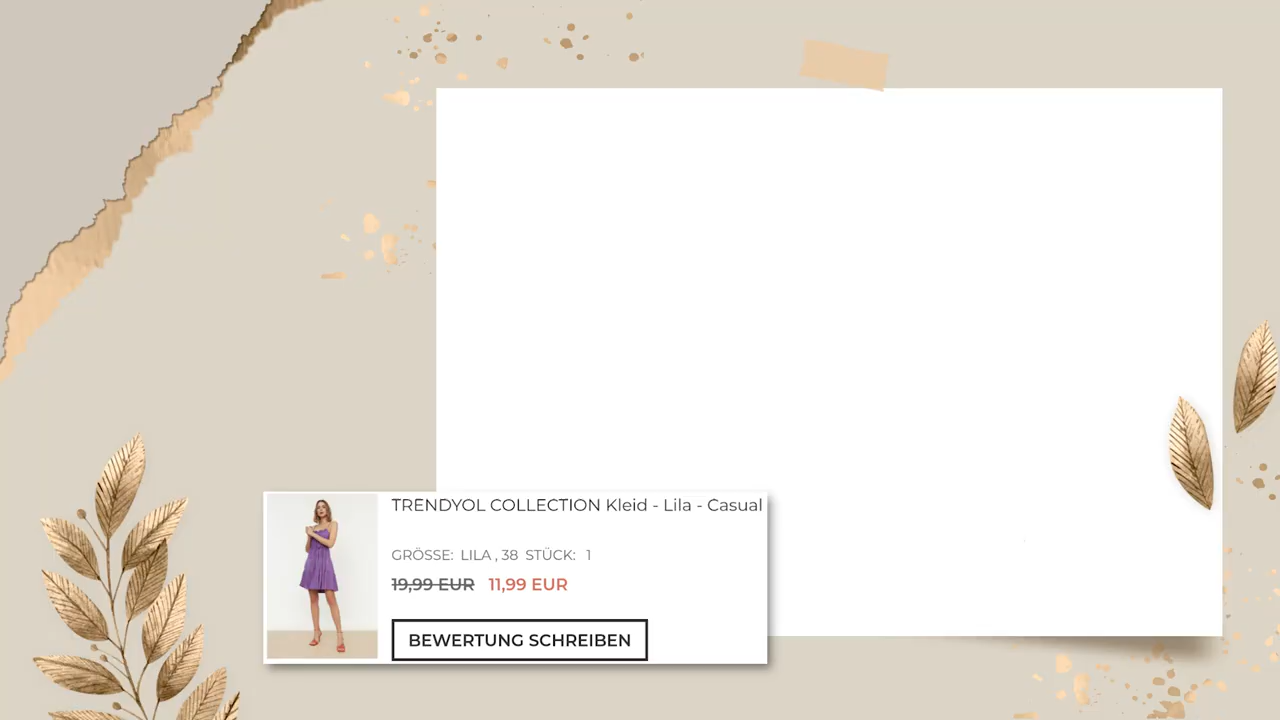 TRENDYOL COLLECTION Kleid - Lila - Casual
GRÖSSE: LILA , 38 STÜCK: 1
19,99 EUR 11,99 EUR
BEWERTUNG SCHREIBEN